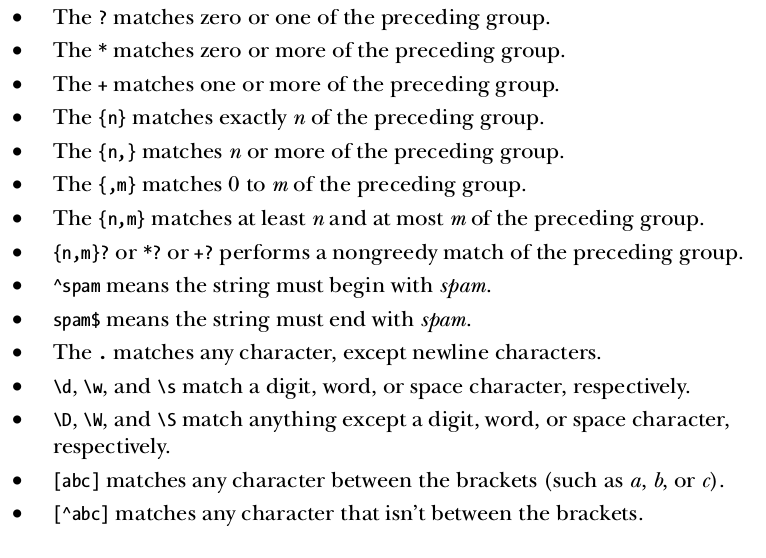 • The ? matches zero or one of the preceding group.
• The * matches zero or more of the preceding group.
• The + matches one or more of the preceding group.
• The {n} matches exactly n of the preceding group.
• The {n,} matches n or more of the preceding group.
• The {,m} matches 0 to m of the preceding group.
• The {n,m} matches at least n and at most m of the preceding group.
• {n,m}? or *? or +? performs a nongreedy match of the preceding group.
• ^spam means the string must begin with spam.
• spam$ means the string must end with spam.
• The . matches any character, except newline characters.
• \d, \w, and \s match a digit, word, or space character, respectively.
• \D, \W, and \S match anything except a digit, word, or space character,
respectively.
• [abc] matches any character between the brackets (such as a, b, or c).
• [^abc] matches any character that isn’t between the brackets.